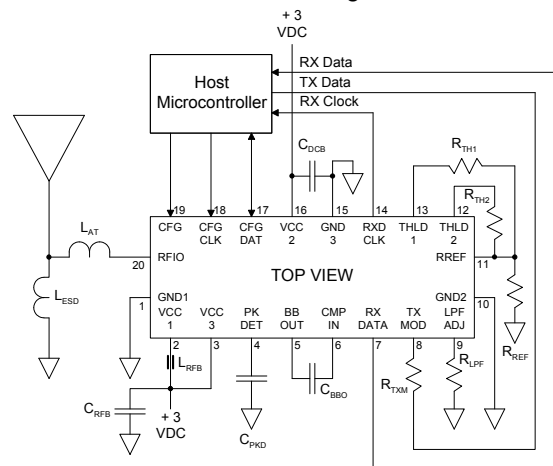 + 3
VDC
RX Data
TX Data
RX Clock
Host
Microcontroller
CDCB
RTH1
RTH2
19 18 17 16 15 14 13 12
CFG CFG CLK CFG DAT VCC 2 GND 3 RXD CLK THLD 1 THLD 2
LAT
20 RFIO
RREF 11
TOP VIEW
LESD
1 GND1
GND2 10
VCC 1 VCC 3 PK DET BB OUT CMP IN RX DATA TX MOD LPF ADJ
2 3 4 5 6 7 8 9
RREF
LRFB
CRFB
+ 3
VDC
CPKD
CBBO
RTXM
RLPF